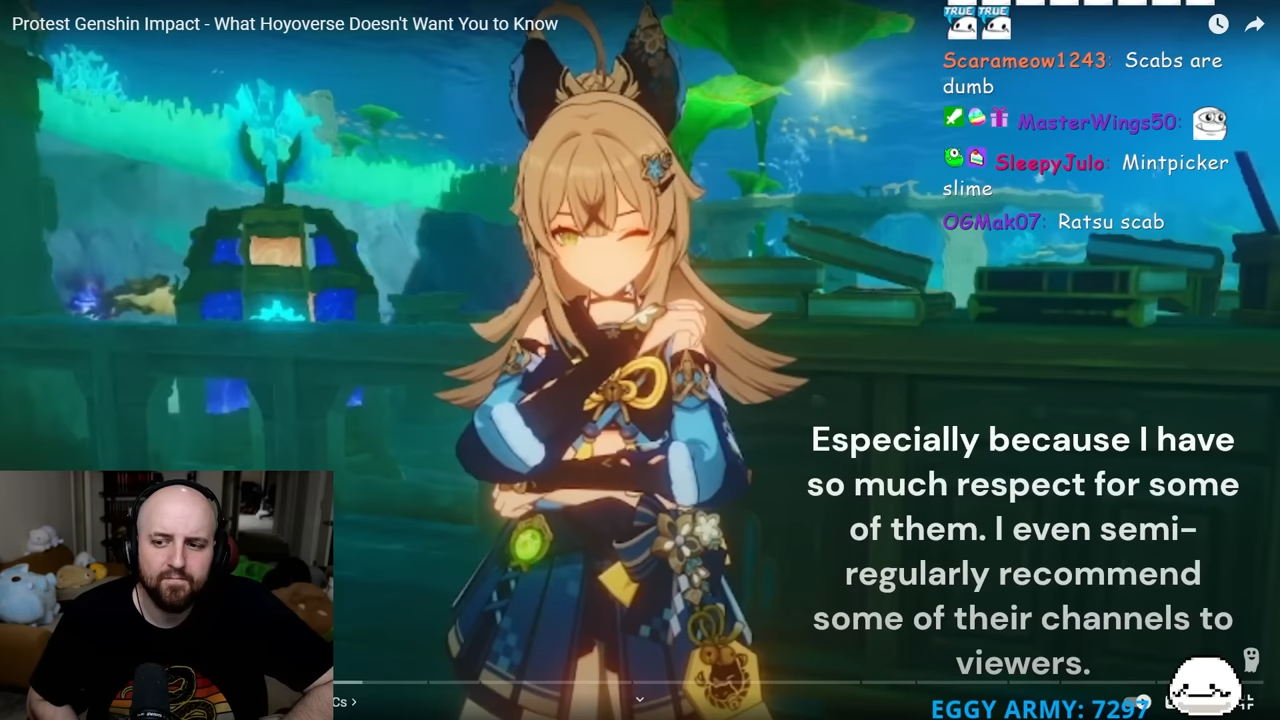 Protest Genshin Impact - What Hoyoverse Doesn't Want You to Know
TRUE TRUE
Scarameow1243: Scabs are
dumb
MasterWings50:
SleepyJulo: Mintpicker
slime
OGMak07: Ratsu scab
Especially because I have
so much respect for some
of them. I even semi-
regularly recommend
some of their channels to
viewers.
Cs
EGGY ARMY: 7297